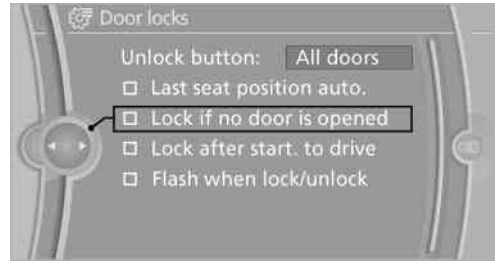 Door locks
Unlock button: All doors
Last seat position auto.
Lock if no door is opened
Lock after start. to drive
Flash when lock/unlock